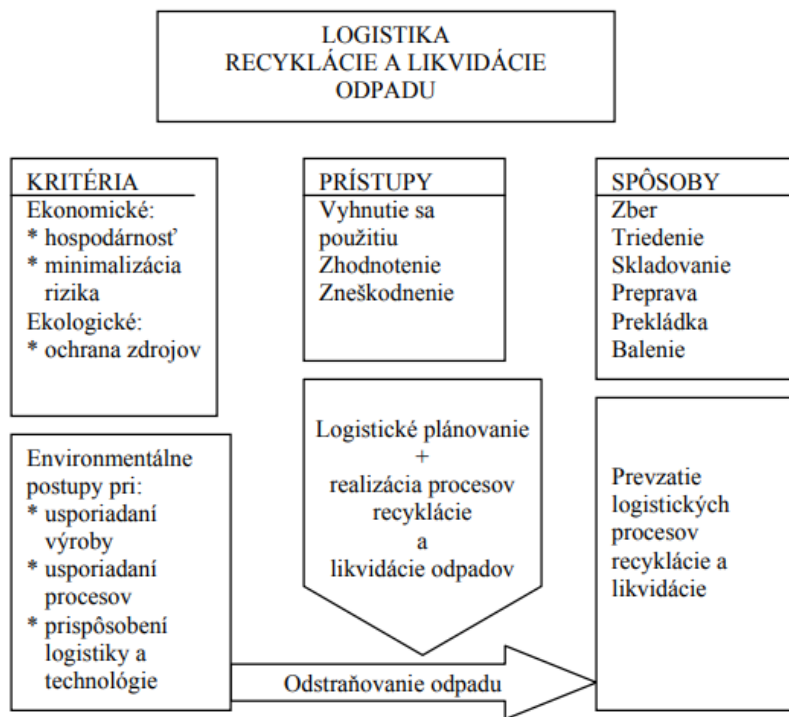 LOGISTIKA
RECYKLÁCIE A LIKVIDÁCIE
ODPADU
KRITÉRIA
Ekonomické:
* hospodárnosť
* minimalizácia
rizika
Ekologické:
* ochrana zdrojov
PRÍSTUPY
Vyhnutie sa
použitiu
Zhodnotenie
Zneškodnenie
SPÔSOBY
Zber
Triedenie
Skladovanie
Preprava
Prekládka
Balenie
Environmentálne
postupy pri:
* usporiadaní
výroby
* usporiadaní
procesov
* prispôsobení
logistiky a
technológie
Logistické plánovanie
+
realizácia procesov
recyklácie
a
likvidácie odpadov
Prevzatie
logistických
procesov
recyklácie a
likvidácie
Odstraňovanie odpadu